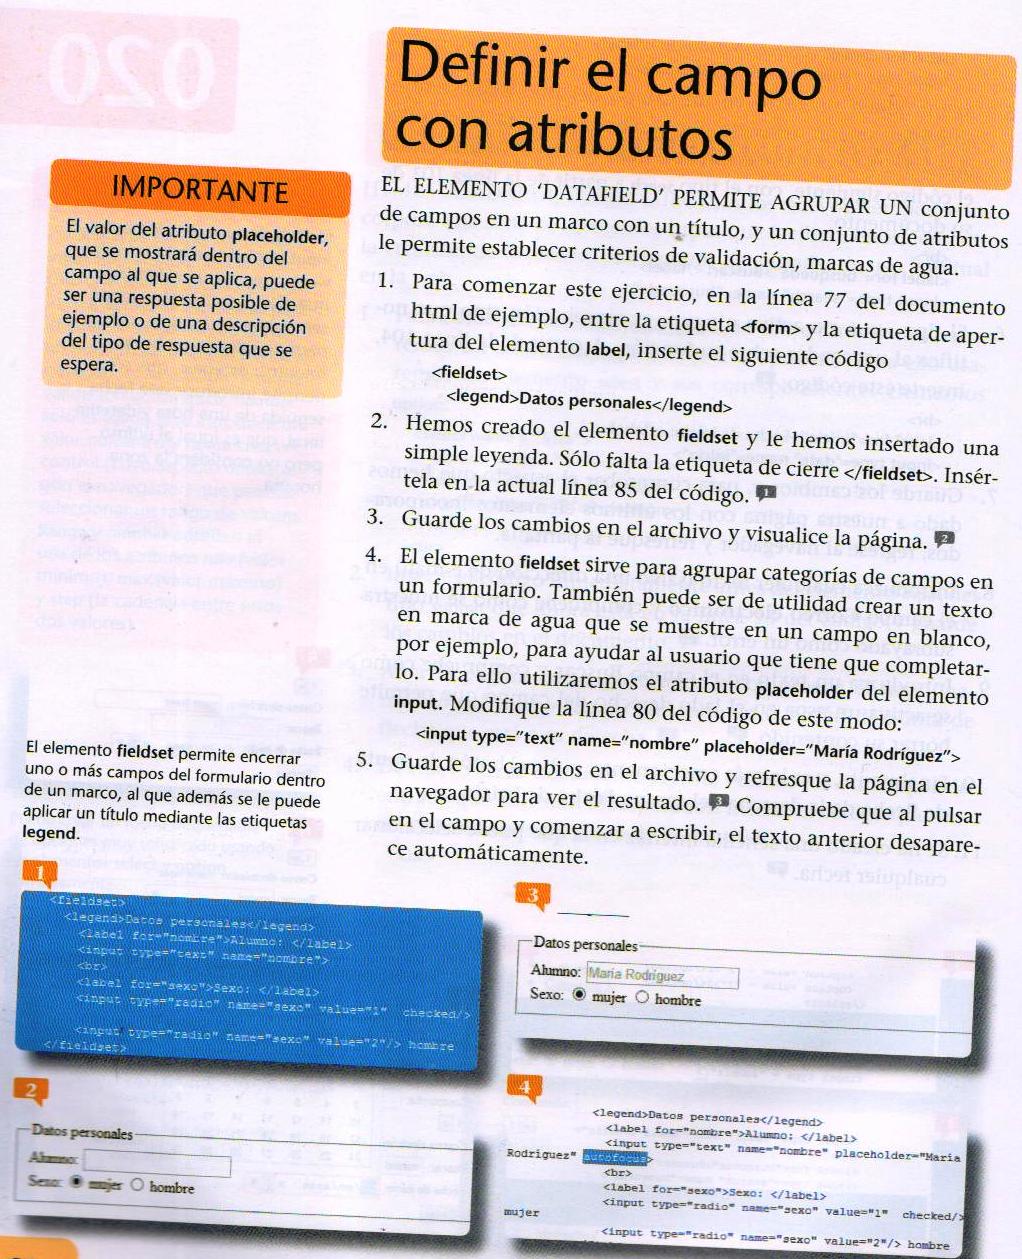 020
Definir el campo
con atributos
IMPORTANTE
El valor del atributo placeholder,
que se mostrará dentro del
campo al que se aplica, puede
ser una respuesta posible de
ejemplo o de una descripción
del tipo de respuesta que se
espera.
EL ELEMENTO ‘DATAFIELD’ PERMITE AGRUPAR UN conjunto
de campos en un marco con un título, y un conjunto de atributos
le permite establecer criterios de validación, marcas de agua.
1. Para comenzar este ejercicio, en la línea 77 del documento
html de ejemplo, entre la etiqueta <form> y la etiqueta de aper-
tura del elemento label, inserte el siguiente código
<fieldset>
<legend>Datos personales</legend>
2. Hemos creado el elemento fieldset y le hemos insertado una
simple leyenda. Sólo falta la etiqueta de cierre </fieldset>. Insér-
tela en la actual línea 85 del código. 1
3. Guarde los cambios en el archivo y visualice la página. 2
4. El elemento fieldset sirve para agrupar categorías de campos en
un formulario. También puede ser de utilidad crear un texto
en marca de agua que se muestre en un campo en blanco,
por ejemplo, para ayudar al usuario que tiene que completar-
lo. Para ello utilizaremos el atributo placeholder del elemento
input. Modifique la línea 80 del código de este modo:
<input type=”text” name=”nombre” placeholder=”María Rodríguez”>
5. Guarde los cambios en el archivo y refresque la página en el
navegador para ver el resultado. 3 Compruebe que al pulsar
en el campo y comenzar a escribir, el texto anterior desapare-
ce automáticamente.
El elemento fieldset permite encerrar
uno o más campos del formulario dentro
de un marco, al que además se le puede
aplicar un título mediante las etiquetas
legend.
1
<fieldset>
<legend>Datos personales</legend>
<label for="nombre">Alumno: </label>
<input type="text" name="nombre">
<br>
<label for="sexo">Sexo: </label>
<input type="radio" name="sexo" value="1" checked/>
<input type="radio" name="sexo" value="2"/> hombre
</fieldset>
2
Datos personales
Alumno:
Sexo: mujer hombre
3
Datos personales
Alumno: María Rodríguez
Sexo: mujer hombre
4
<legend>Datos personales</legend>
<label for="nombre">Alumno: </label>
<input type="text" name="nombre" placeholder="María
Rodríguez" autofocus>
<br>
<label for="sexo">Sexo: </label>
<input type="radio" name="sexo" value="1" checked/>
mujer
<input type="radio" name="sexo" value="2"/> hombre